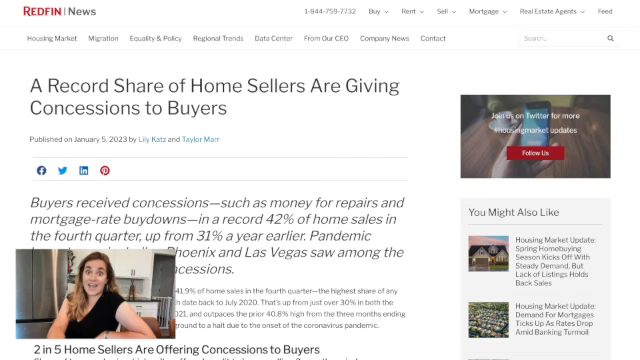 REDFIN | News
1-844-759-7732 Buy Rent Sell Mortgage Real Estate Agents Feed
Housing Market Migration Equality & Policy Regional Trends Data Center From Our CEO Company News Contact
Search...
A Record Share of Home Sellers Are Giving
Concessions to Buyers
Published on January 5, 2023 by Lily Katz and Taylor Marr
Buyers received concessions—such as money for repairs and
mortgage-rate buydowns—in a record 42% of home sales in
the fourth quarter, up from 31% a year earlier. Pandemic
Phoenix and Las Vegas saw among the
concessions.
41.9% of home sales in the fourth quarter—the highest share of any
date back to July 2020. That's up from just over 30% in both the
2021, and outpaces the prior 40.8% high from the three months ending
ground to a halt due to the onset of the coronavirus pandemic.
2 in 5 Home Sellers Are Offering Concessions to Buyers
Join us on Twitter for more
#housingmarket updates
Follow Us
You Might Also Like
Housing Market Update:
Spring Homebuying
Season Kicks Off With
Steady Demand, But
Lack of Listings Holds
Back Sales
Housing Market Update:
Demand For Mortgages
Ticks Up As Rates Drop
Amid Banking Turmoil